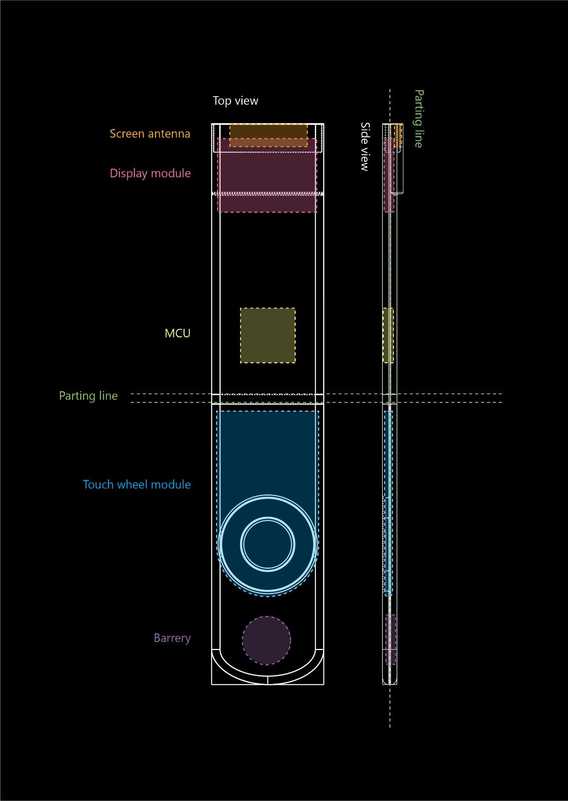 Top view
Parting line
Side view
Screen antenna
Display module
MCU
Parting line
Touch wheel module
Barrery